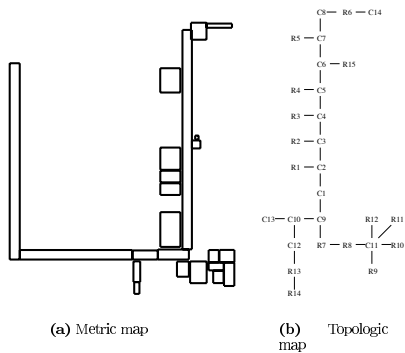 C8 R6 C14
R5 C7
C6 R15
R4 C5
R3 C4
R2 C3
R1 C2
C1
C13 C10 C9 R12 R11
C12 R7 R8 C11 R10
R13 R9
R14
(a) Metric map
(b) Topologic
map